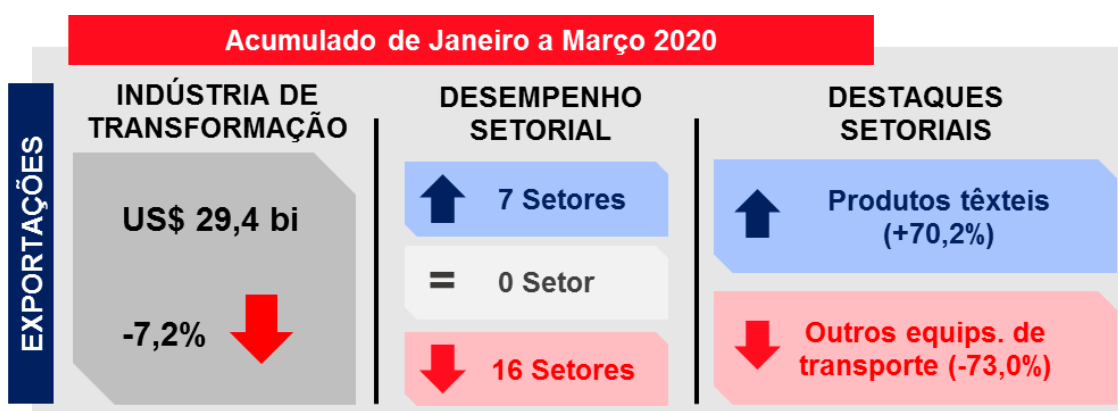 Acumulado de Janeiro a Março 2020
EXPORTAÇÕES
INDÚSTRIA DE
TRANSFORMAÇÃO
US$ 29,4 bi
-7,2%
DESEMPENHO
SETORIAL
7 Setores
= 0 Setor
16 Setores
DESTAQUES
SETORIAIS
Produtos têxteis
(+70,2%)
Outros equips. de
transporte (-73,0%)